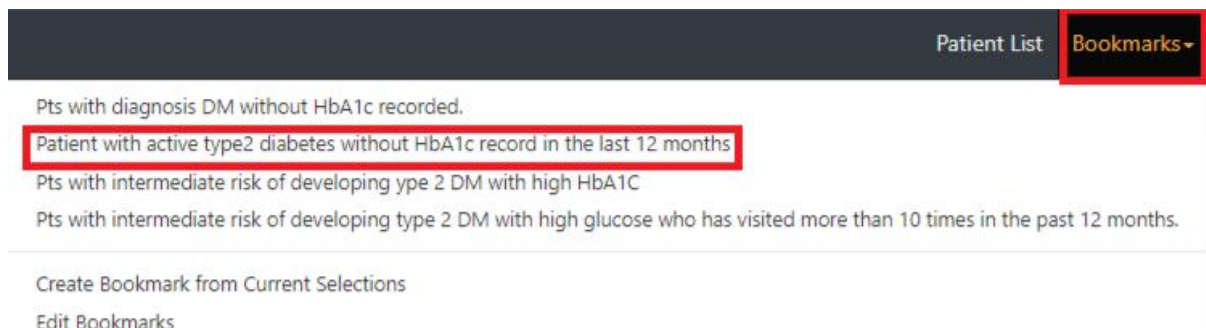 Patient List Bookmarks
Pts with diagnosis DM without HbA1c recorded.
Patient with active type2 diabetes without HbA1c record in the last 12 months
Pts with intermediate risk of developing ype 2 DM with high HbA1C
Pts with intermediate risk of developing type 2 DM with high glucose who has visited more than 10 times in the past 12 months.
Create Bookmark from Current Selections
Edit Bookmarks